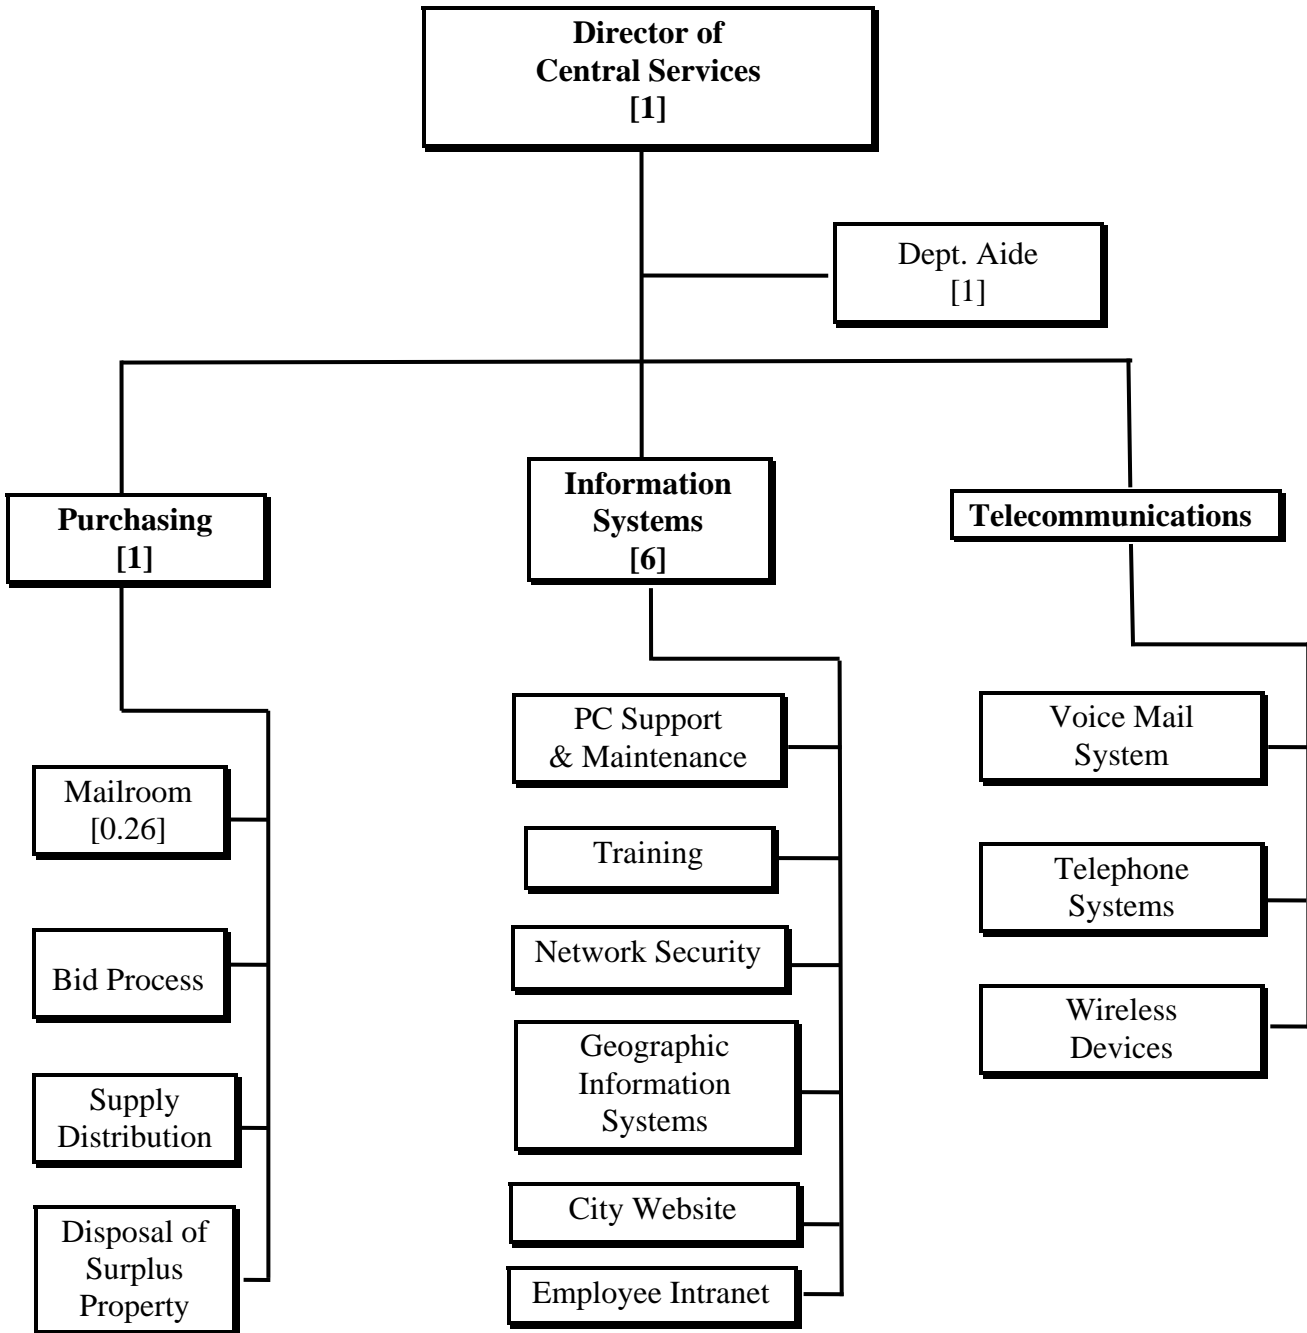 Director of
Central Services
[1]
Dept. Aide
[1]
Purchasing
[1]
Information
Systems
[6]
Telecommunications
Mailroom
[0.26]
Bid Process
Supply
Distribution
Disposal of
Surplus
Property
PC Support
& Maintenance
Training
Network Security
Geographic
Information
Systems
City Website
Employee Intranet
Voice Mail
System
Telephone
Systems
Wireless
Devices